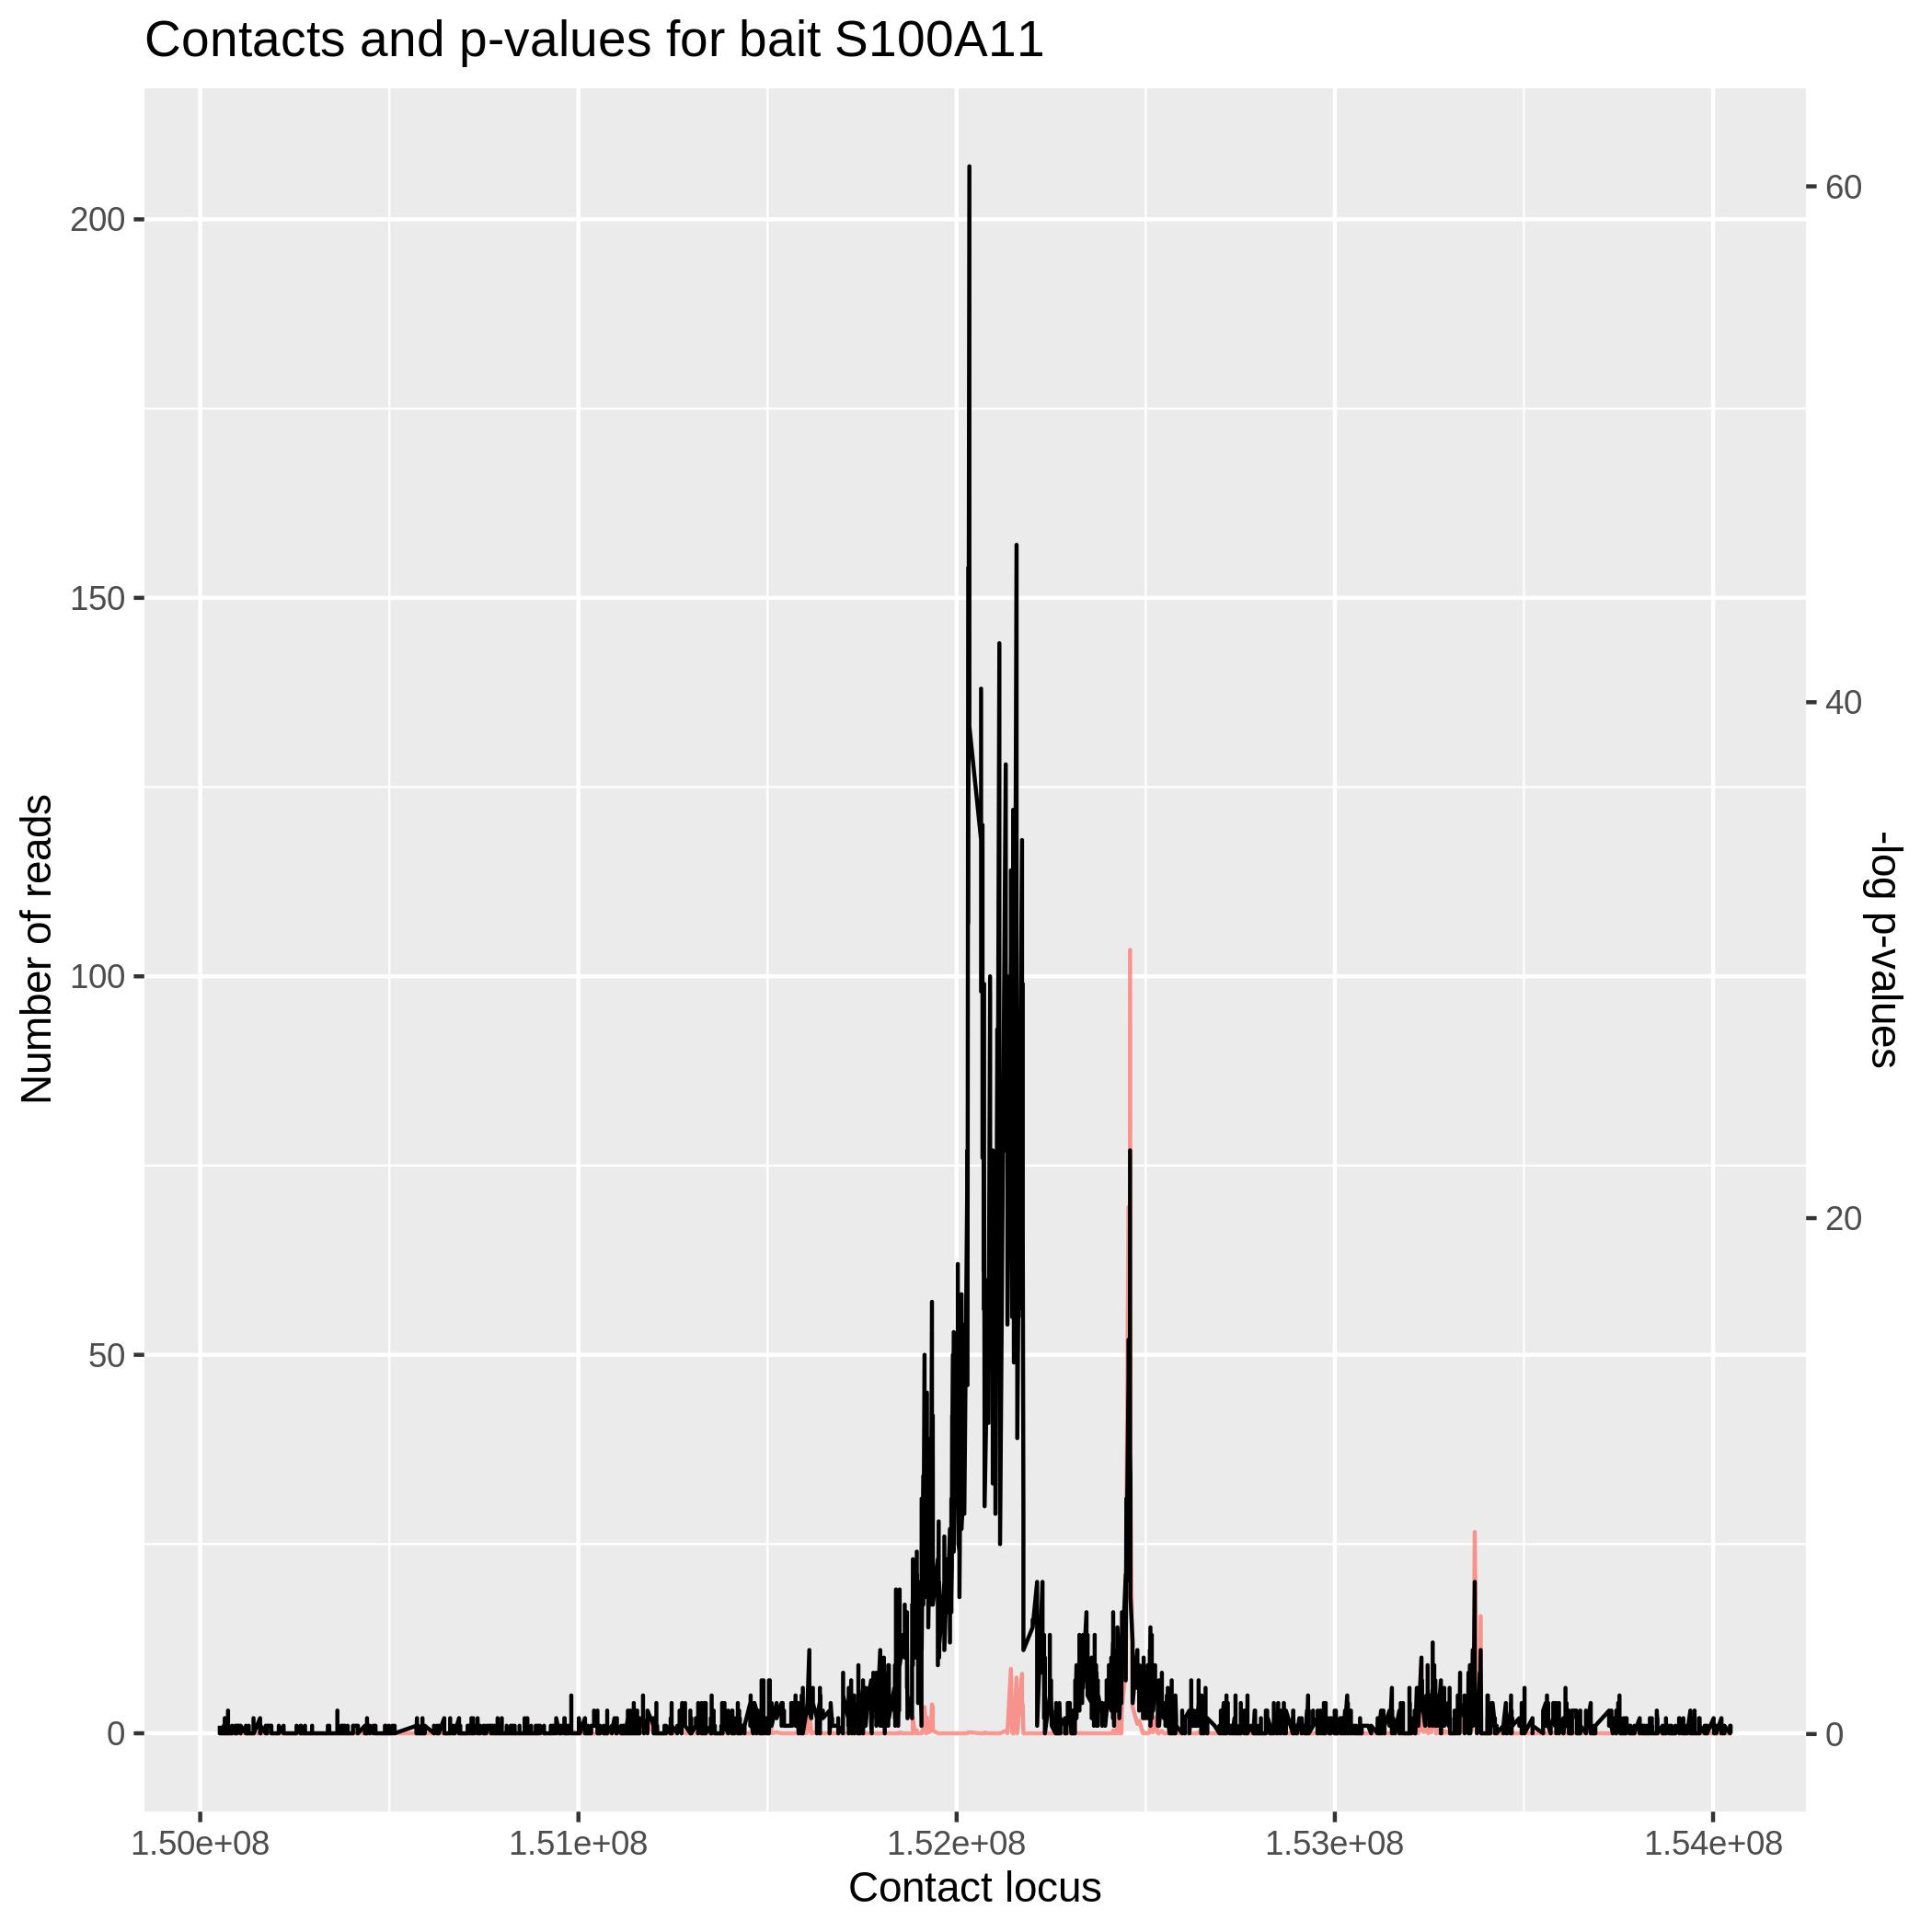 Contacts and p-values for bait S100A11
200
150
100
50
0
Number of reads
60
40
20
0
-log p-values
1.50e+08
1.51e+08
1.52e+08
1.53e+08
1.54e+08
Contact locus